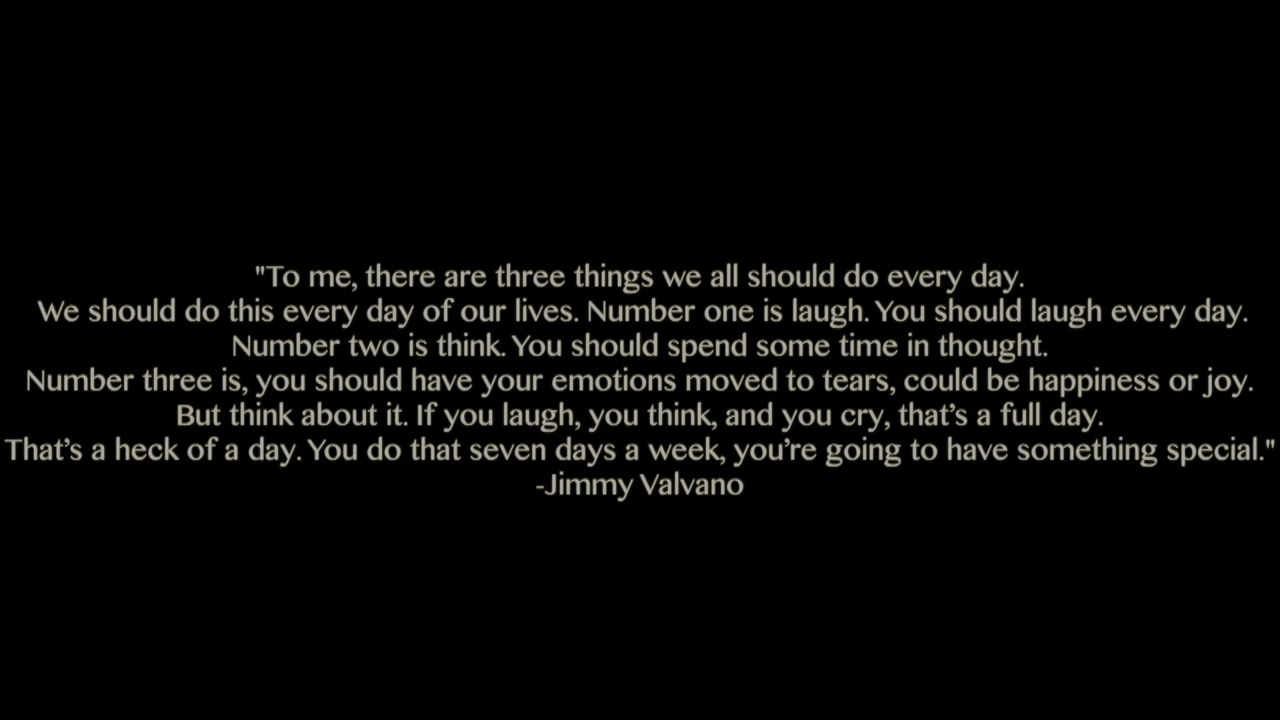 "To me, there are three things we all should do every day.
We should do this every day of our lives. Number one is laugh. You should laugh every day.
Number two is think. You should spend some time in thought.
Number three is, you should have your emotions moved to tears, could be happiness or joy.
But think about it. If you laugh, you think, and you cry, that’s a full day.
That’s a heck of a day. You do that seven days a week, you’re going to have something special."
-Jimmy Valvano